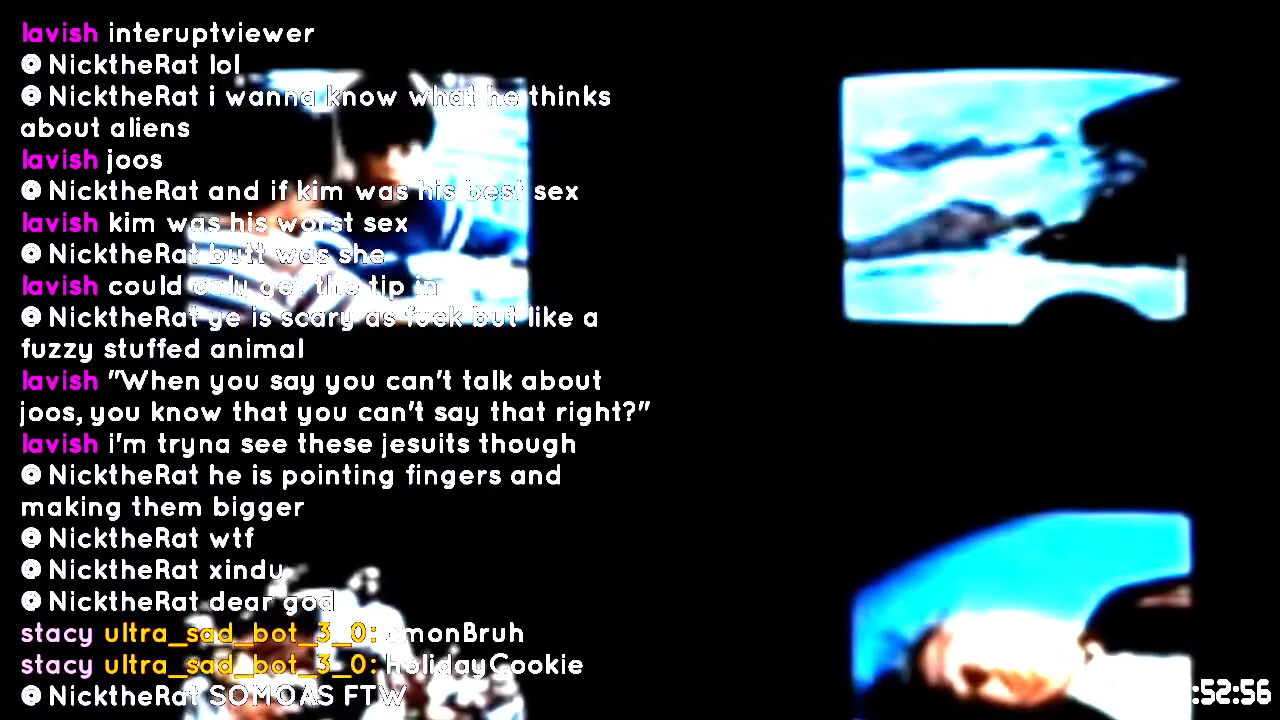 lavish interuptviewer
@ NicktheRat lol
@ NicktheRat i wanna know what he thinks
about aliens
lavish joos
@ NicktheRat and if kim was his best sex
lavish kim was his worst sex
@ NicktheRat butt was she
lavish could only get the tip in
@ NicktheRat ye is scary as fuck but like a
fuzzy stuffed animal
lavish "When you say you can't talk about
joos, you know that you can't say that right?"
lavish i'm tryna see these jesuits though
@ NicktheRat he is pointing fingers and
making them bigger
@ NicktheRat wtf
@ NicktheRat xindu
@ NicktheRat dear god
stacy ultra_sad_bot_3_0: cmonBruh
stacy ultra_sad_bot_3_0: HolidayCookie
@ NicktheRat SOMOAS FTW
:52:56